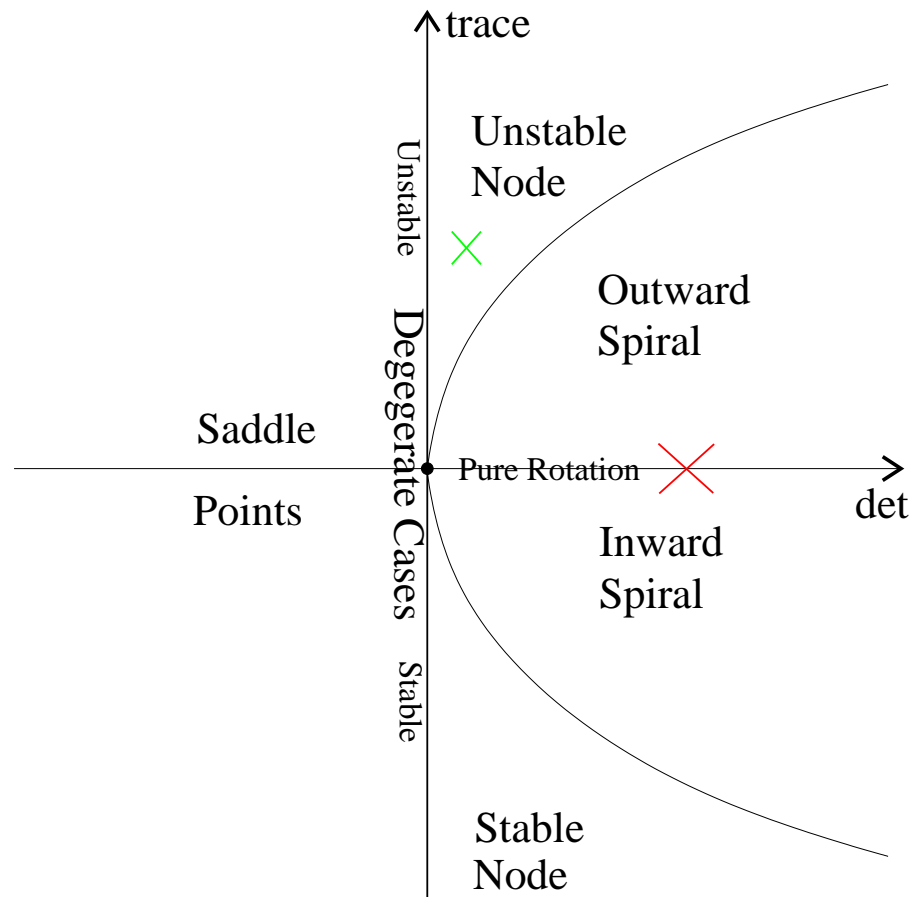 trace
Unstable
Node
Unstable
Outward
Spiral
Degegerate Cases
Saddle
Points
Pure Rotation
det
Inward
Spiral
Stable
Stable
Node